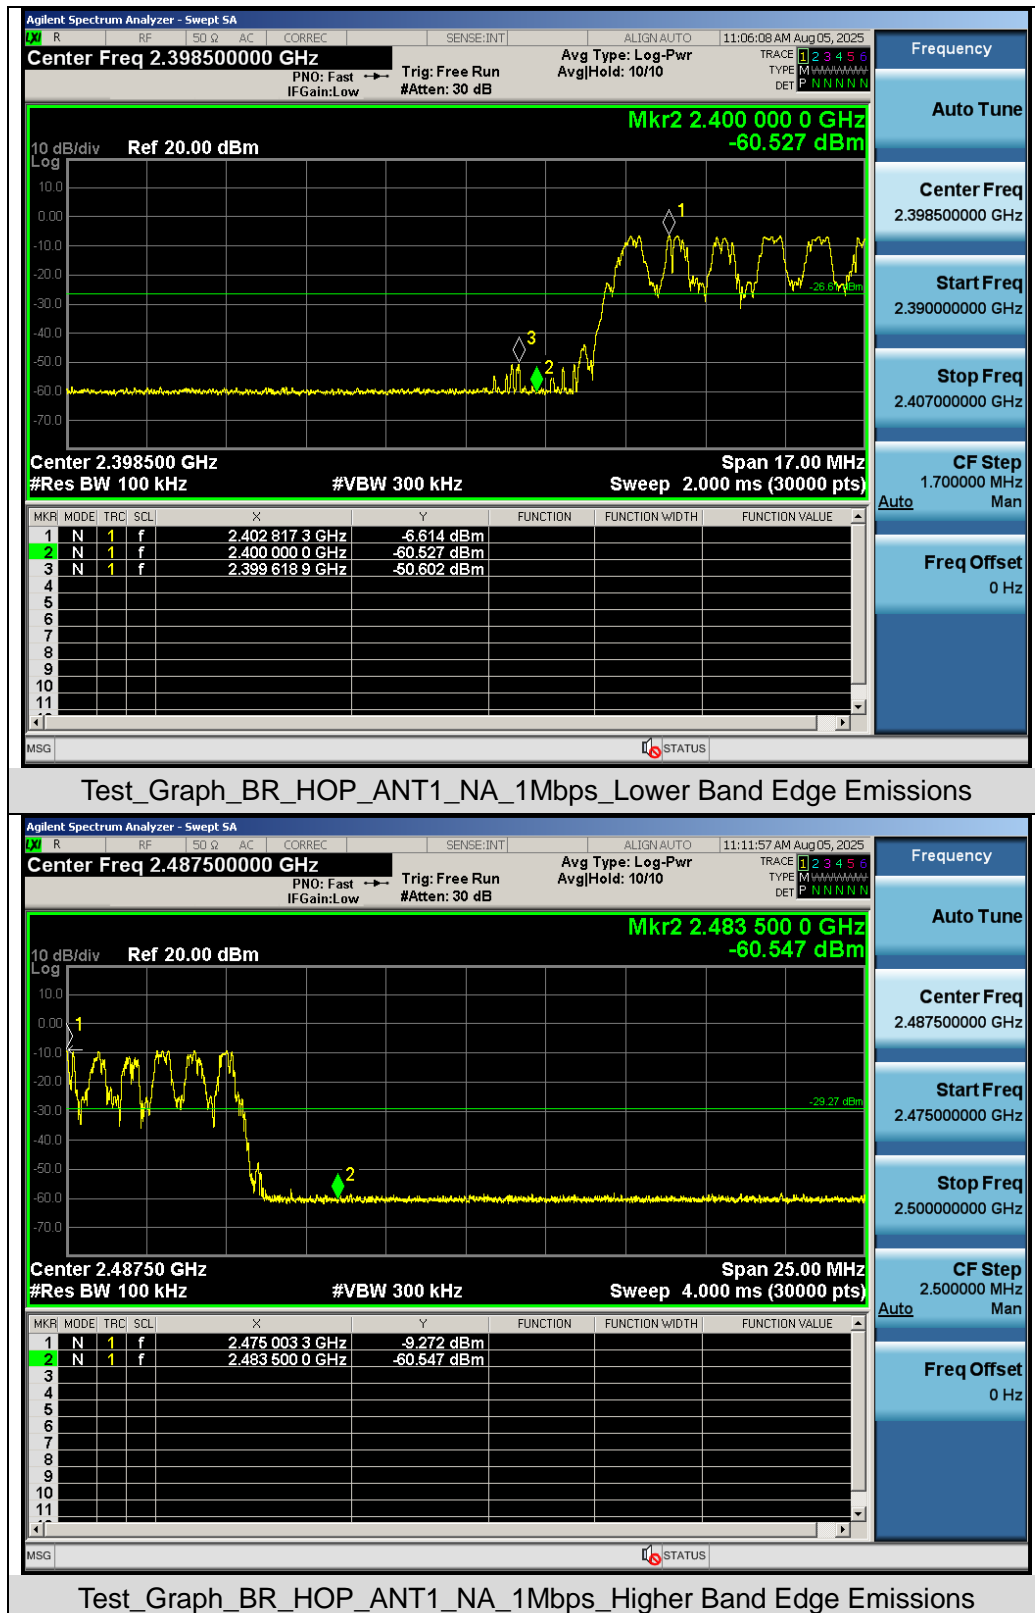 Agilent Spectrum Analyzer - Swept SA
LXI R RF 50 Ω AC CORREC SENSE:INT ALIGN AUTO 11:06:08 AM Aug 05, 2025
Center Freq 2.398500000 GHz
PNO: Fast
IFGain:Low
Trig: Free Run
#Atten: 30 dB
Avg Type: Log-Pwr
Avg|Hold: 10/10
TRACE 1 2 3 4 5 6
TYPE M WWWWW
DET P N N N N N
Mkr2 2.400 000 0 GHz
-60.527 dBm
10 dB/div Ref 20.00 dBm
Log
10.0
0.00
-10.0
-20.0
-30.0
-40.0
-50.0
-60.0
-70.0
1
3
2
Center 2.398500 GHz Span 17.00 MHz
#Res BW 100 kHz #VBW 300 kHz Sweep 2.000 ms (30000 pts)
MKR MODE TRC SCL X Y FUNCTION FUNCTION WIDTH FUNCTION VALUE
1 N 1 f 2.402 817 3 GHz -6.614 dBm
2 N 1 f 2.400 000 0 GHz -60.527 dBm
3 N 1 f 2.399 618 9 GHz -50.602 dBm
4
5
6
7
8
9
10
11
MSG STATUS
Frequency
Auto Tune
Center Freq
2.398500000 GHz
Start Freq
2.390000000 GHz
Stop Freq
2.407000000 GHz
CF Step
1.700000 MHz
Auto Man
Freq Offset
0 Hz
Test_Graph_BR_HOP_ANT1_NA_1Mbps_Lower Band Edge Emissions
Agilent Spectrum Analyzer - Swept SA
LXI R RF 50 Ω AC CORREC SENSE:INT ALIGN AUTO 11:11:57 AM Aug 05, 2025
Center Freq 2.487500000 GHz
PNO: Fast
IFGain:Low
Trig: Free Run
#Atten: 30 dB
Avg Type: Log-Pwr
Avg|Hold: 10/10
TRACE 1 2 3 4 5 6
TYPE M WWWWW
DET P N N N N N
Mkr2 2.483 500 0 GHz
-60.547 dBm
10 dB/div Ref 20.00 dBm
Log
10.0
0.00
-10.0
-20.0
-30.0
-40.0
-50.0
-60.0
-70.0
1
-29.27 dBm
2
Center 2.48750 GHz Span 25.00 MHz
#Res BW 100 kHz #VBW 300 kHz Sweep 4.000 ms (30000 pts)
MKR MODE TRC SCL X Y FUNCTION FUNCTION WIDTH FUNCTION VALUE
1 N 1 f 2.475 003 3 GHz -9.272 dBm
2 N 1 f 2.483 500 0 GHz -60.547 dBm
3
4
5
6
7
8
9
10
11
MSG STATUS
Frequency
Auto Tune
Center Freq
2.487500000 GHz
Start Freq
2.475000000 GHz
Stop Freq
2.500000000 GHz
CF Step
2.500000 MHz
Auto Man
Freq Offset
0 Hz
Test_Graph_BR_HOP_ANT1_NA_1Mbps_Higher Band Edge Emissions